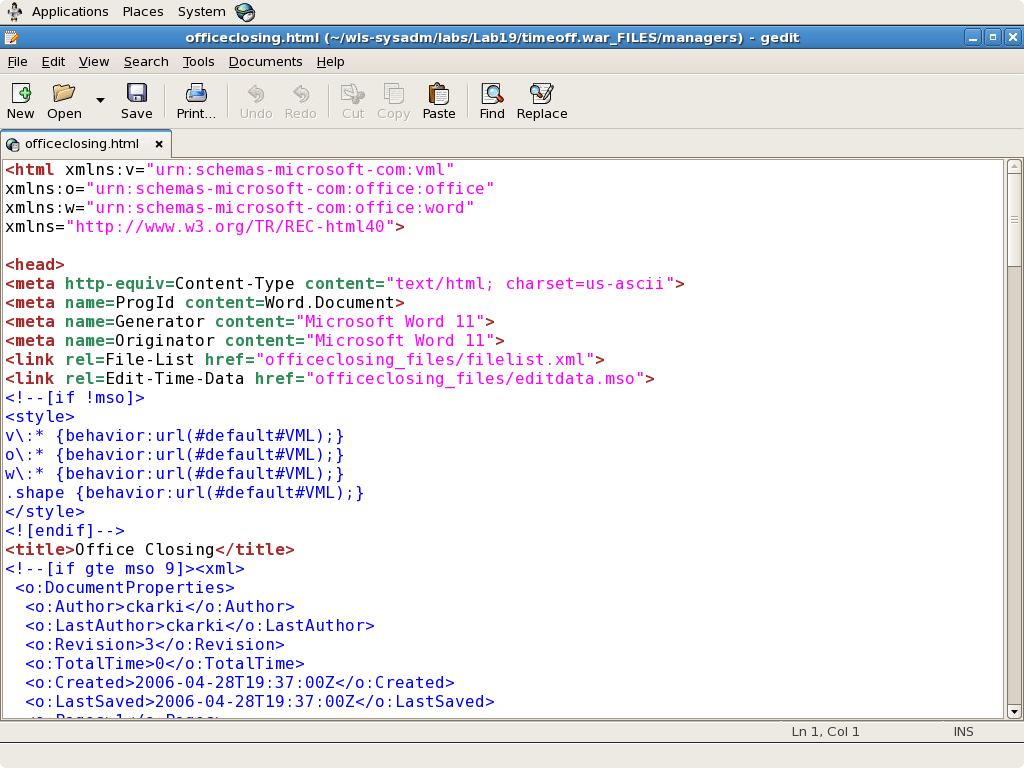 Applications Places System
officeclosing.html (~/wls-sysadm/labs/Lab19/timeoff.war_FILES/managers) - gedit
File Edit View Search Tools Documents Help
New Open Save Print... Undo Redo Cut Copy Paste Find Replace
officeclosing.html
<html xmlns:v="urn:schemas-microsoft-com:vml"
xmlns:o="urn:schemas-microsoft-com:office:office"
xmlns:w="urn:schemas-microsoft-com:office:word"
xmlns="http://www.w3.org/TR/REC-html40">
<head>
<meta http-equiv=Content-Type content="text/html; charset=us-ascii">
<meta name=ProgId content=Word.Document>
<meta name=Generator content="Microsoft Word 11">
<meta name=Originator content="Microsoft Word 11">
<link rel=File-List href="officeclosing_files/filelist.xml">
<link rel=Edit-Time-Data href="officeclosing_files/editdata.mso">
<!--[if !mso]>
<style>
v\:* {behavior:url(#default#VML);}
o\:* {behavior:url(#default#VML);}
w\:* {behavior:url(#default#VML);}
.shape {behavior:url(#default#VML);}
</style>
<![endif]-->
<title>Office Closing</title>
<!--[if gte mso 9]><xml>
 <o:DocumentProperties>
  <o:Author>ckarki</o:Author>
  <o:LastAuthor>ckarki</o:LastAuthor>
  <o:Revision>3</o:Revision>
  <o:TotalTime>0</o:TotalTime>
  <o:Created>2006-04-28T19:37:00Z</o:Created>
  <o:LastSaved>2006-04-28T19:37:00Z</o:LastSaved>
  <o:Pages>1</o:Pages>
Ln 1, Col 1 INS